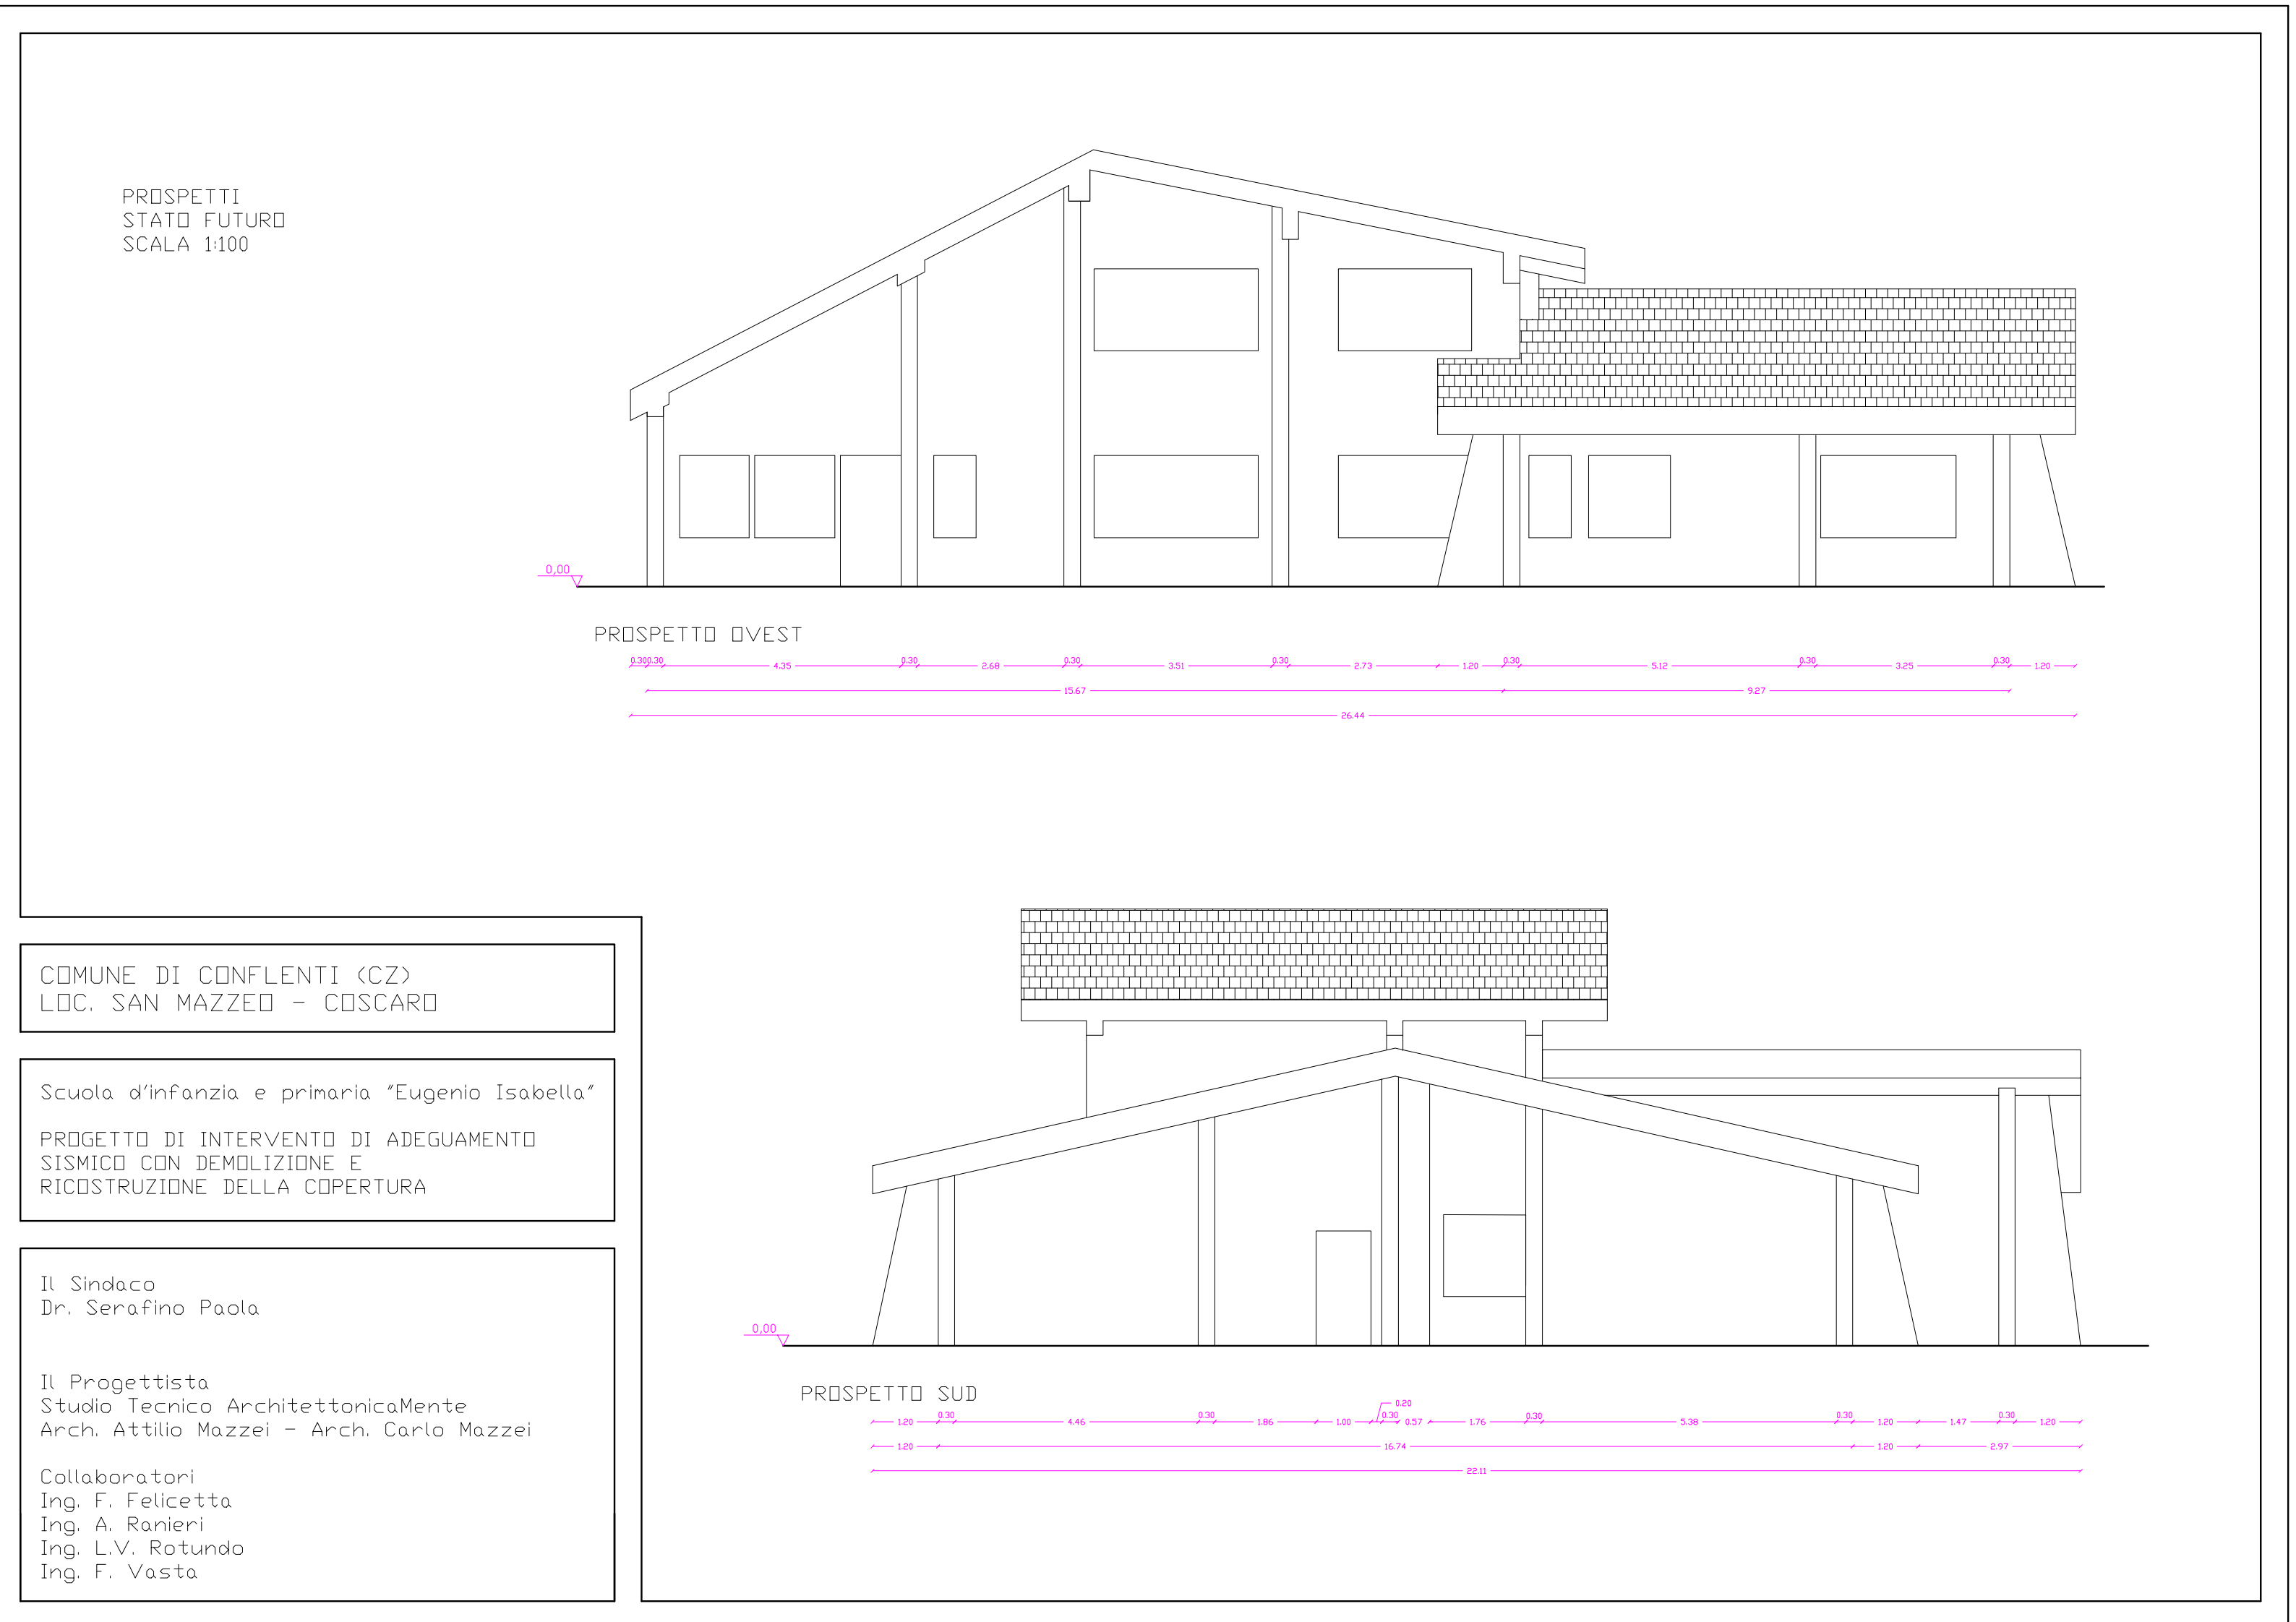 PROSPETTI
STATO FUTURO
SCALA 1:100
0,00
PROSPETTO OVEST
0.30 0.30 4.35 0.30 2.68 0.30 3.51 0.30 2.73 1.20 0.30 5.12 0.30 3.25 0.30 1.20
15.67 9.27
26.44
COMUNE DI CONFLENTI (CZ)
LOC. SAN MAZZEO - COSCARO
Scuola d'infanzia e primaria "Eugenio Isabella"
PROGETTO DI INTERVENTO DI ADEGUAMENTO
SISMICO CON DEMOLIZIONE E
RICOSTRUZIONE DELLA COPERTURA
Il Sindaco
Dr. Serafino Paola
Il Progettista
Studio Tecnico ArchitettonicaMente
Arch. Attilio Mazzei - Arch. Carlo Mazzei
Collaboratori
Ing. F. Felicetta
Ing. A. Ranieri
Ing. L.V. Rotundo
Ing. F. Vasta
0,00
PROSPETTO SUD
0.20
1.20 0.30 4.46 0.30 1.86 1.00 0.30 0.57 1.76 0.30 5.38 0.30 1.20 1.47 0.30 1.20
1.20 16.74 1.20 2.97
22.11